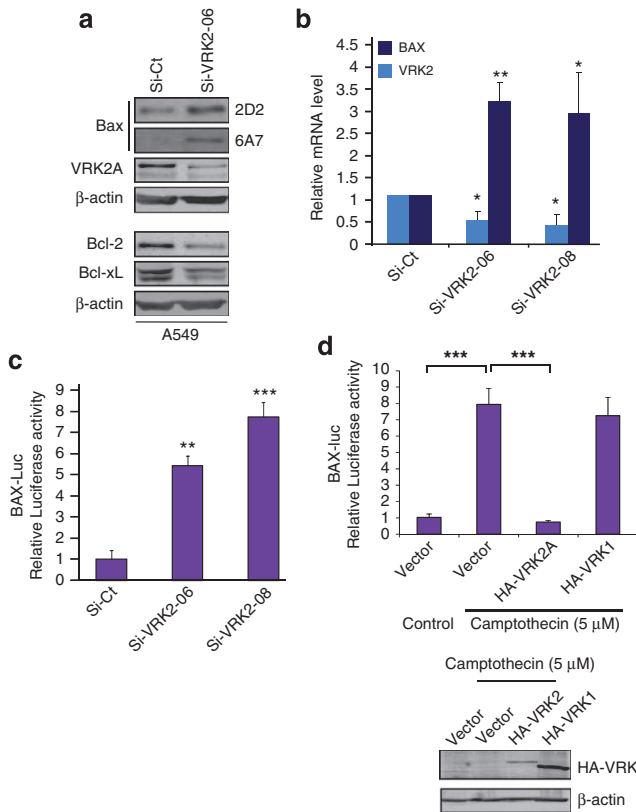 a
Si-Ct
Si-VRK2-06
Bax
2D2
6A7
VRK2A
β-actin
Bcl-2
Bcl-xL
β-actin
A549
b
Relative mRNA level
4.5
4
3.5
3
2.5
2
1.5
1
0.5
0
BAX
VRK2
*
**
*
*
Si-Ct
Si-VRK2-06
Si-VRK2-08
c
BAX-Luc
Relative Luciferase activity
9
8
7
6
5
4
3
2
1
0
**
***
Si-Ct
Si-VRK2-06
Si-VRK2-08
d
BAX-luc
Relative Luciferase activity
10
9
8
7
6
5
4
3
2
1
0
***
***
Vector
Vector
HA-VRK2A
HA-VRK1
Control
Camptothecin (5 μM)
Camptothecin (5 μM)
Vector
Vector
HA-VRK2
HA-VRK1
HA-VRK
β-actin